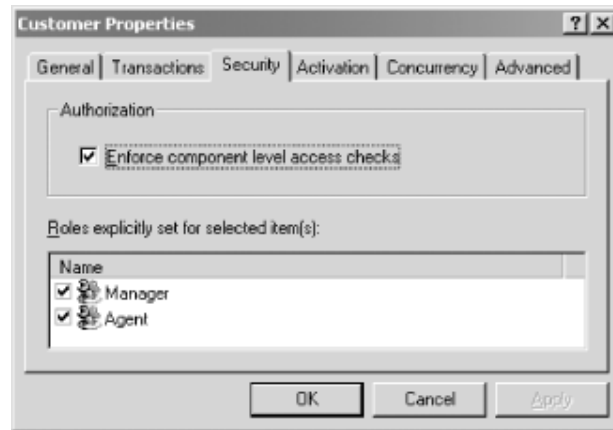 Customer Properties
General Transactions Security Activation Concurrency Advanced
Authorization
Enforce component level access checks
Roles explicitly set for selected item(s):
Name
Manager
Agent
OK Cancel Apply